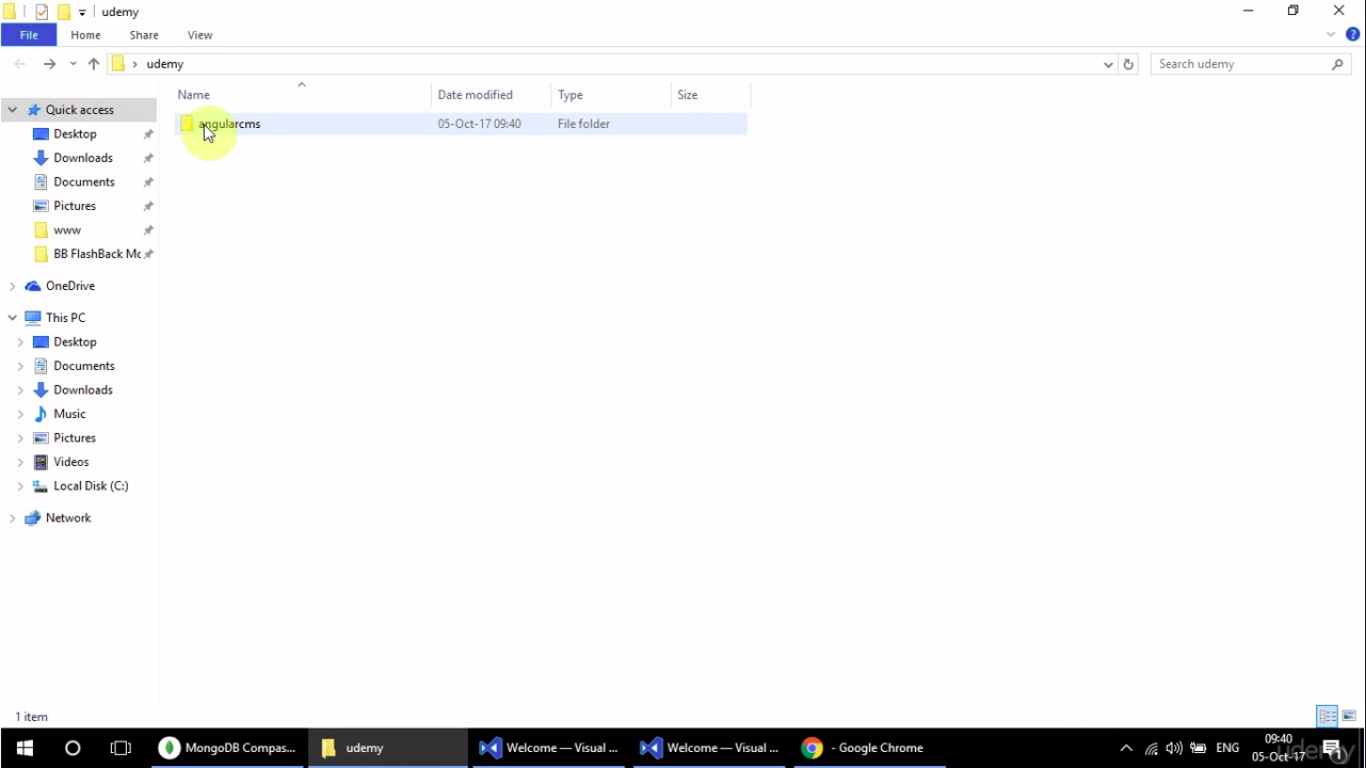 udemy
File Home Share View
udemy Search udemy
Name Date modified Type Size
angularcms 05-Oct-17 09:40 File folder
Quick access
Desktop
Downloads
Documents
Pictures
www
BB FlashBack Mc
OneDrive
This PC
Desktop
Documents
Downloads
Music
Pictures
Videos
Local Disk (C:)
Network
1 item
MongoDB Compas... udemy Welcome — Visual ... Welcome — Visual ... - Google Chrome ENG 09:40
05-Oct-17
udemy
1